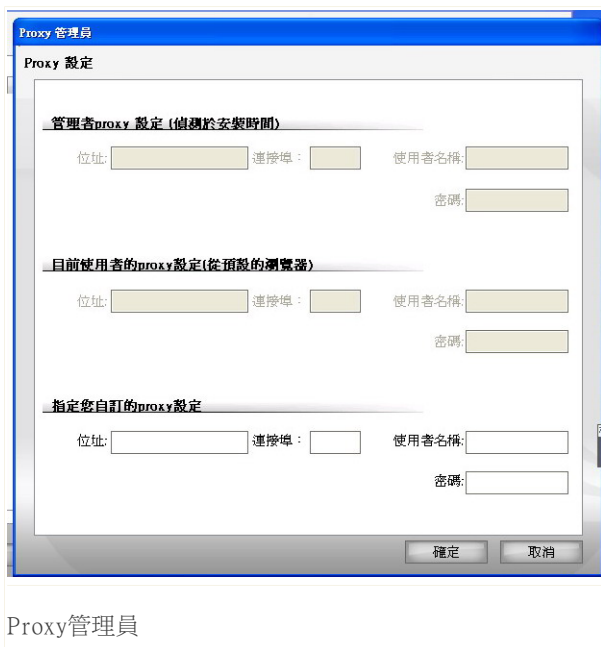 Proxy 管理員
Proxy 設定
管理者proxy 設定 (偵測於安裝時間)
位址: 連接埠： 使用者名稱:
密碼:
目前使用者的proxy設定(從預設的瀏覽器)
位址: 連接埠： 使用者名稱:
密碼:
指定您自訂的proxy設定
位址: 連接埠： 使用者名稱:
密碼:
確定 取消
Proxy管理員